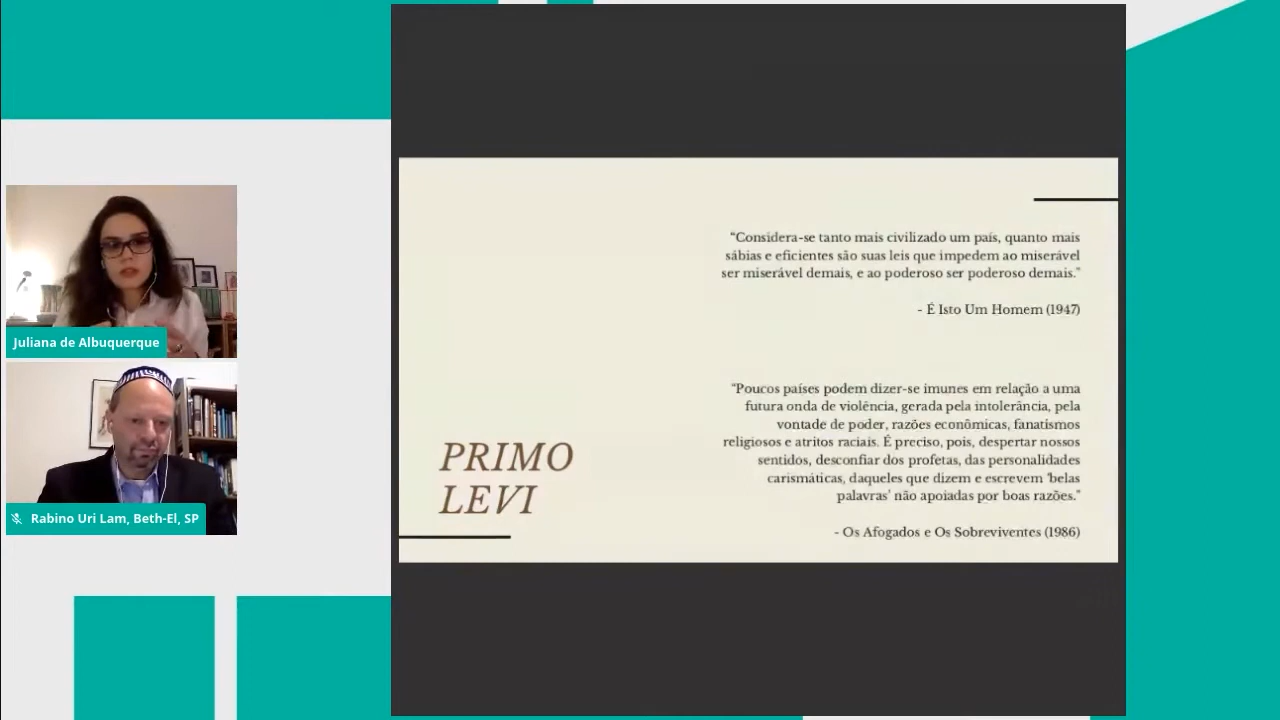 Juliana de Albuquerque
Rabino Uri Lam, Beth-El, SP
PRIMO
LEVI
“Considera-se tanto mais civilizado um país, quanto mais
sábias e eficientes são suas leis que impedem ao miserável
ser miserável demais, e ao poderoso ser poderoso demais."
- É Isto Um Homem (1947)
“Poucos países podem dizer-se imunes em relação a uma
futura onda de violência, gerada pela intolerância, pela
vontade de poder, razões econômicas, fanatismos
religiosos e atritos raciais. É preciso, pois, despertar nossos
sentidos, desconfiar dos profetas, das personalidades
carismáticas, daqueles que dizem e escrevem 'belas
palavras' não apoiadas por boas razões."
- Os Afogados e Os Sobreviventes (1986)